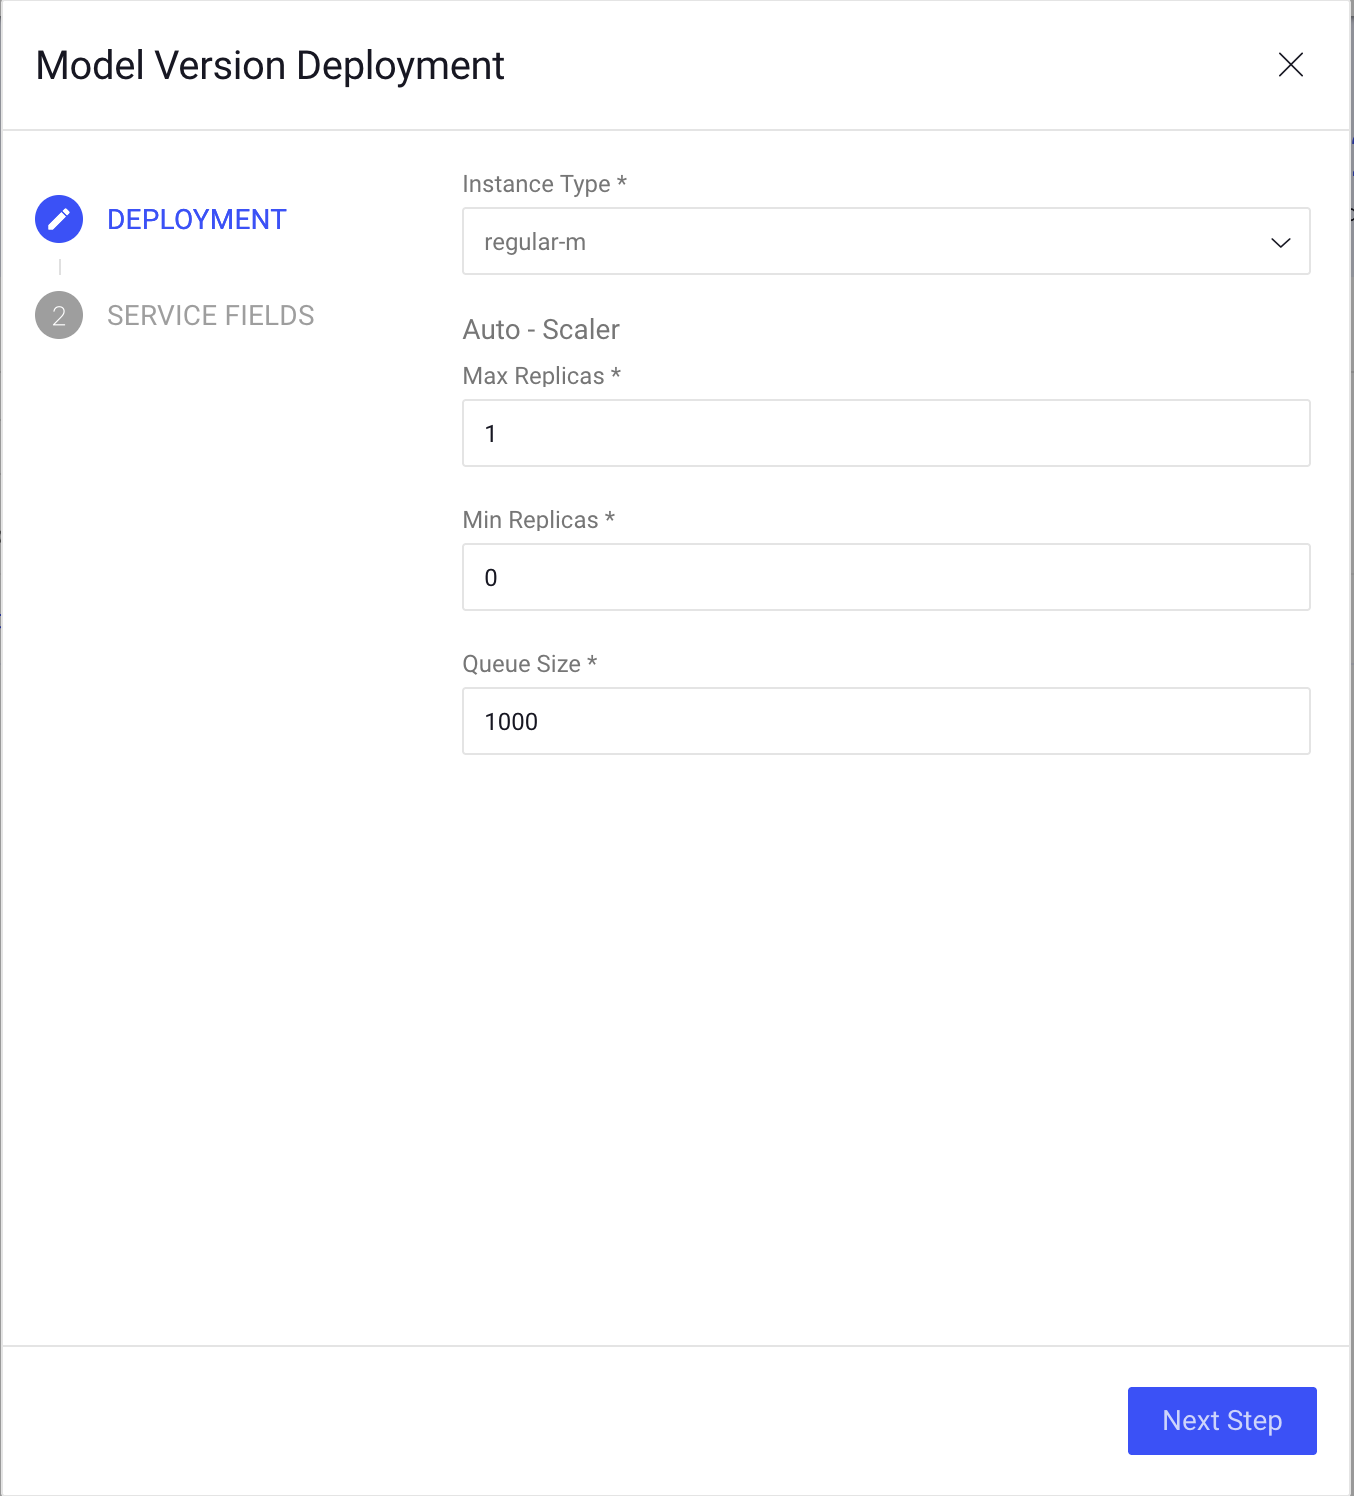 Model Version Deployment
DEPLOYMENT
2 SERVICE FIELDS
Instance Type *
regular-m
Auto - Scaler
Max Replicas *
1
Min Replicas *
0
Queue Size *
1000
Next Step